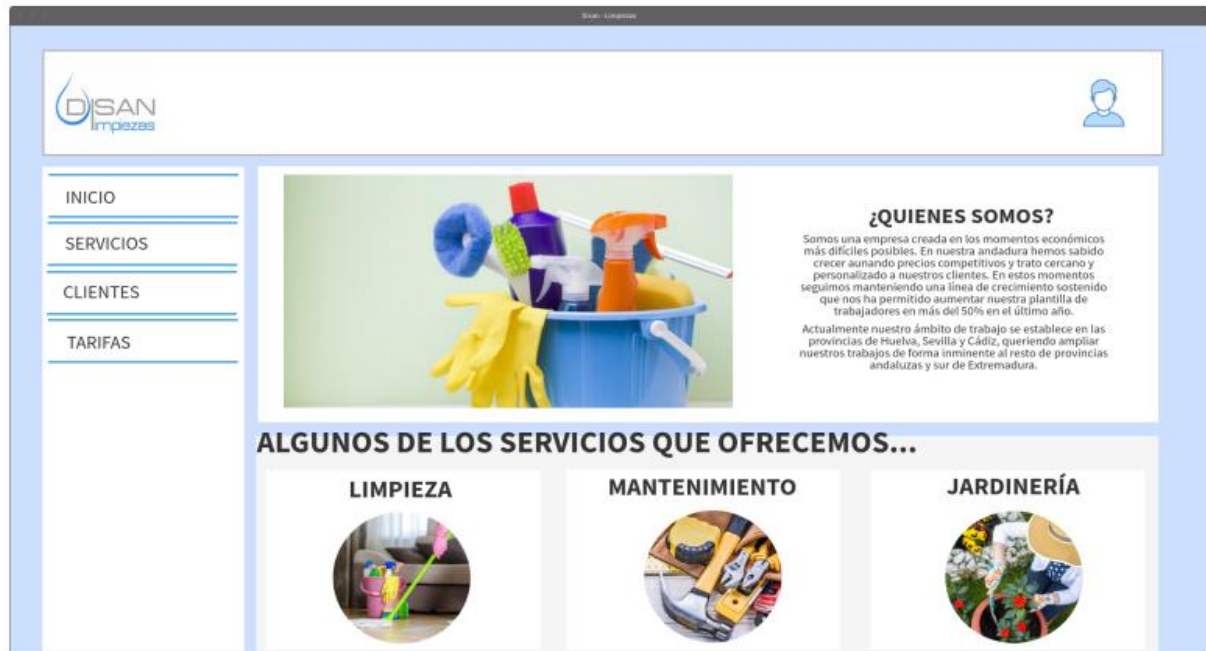 Disan - Limpiezas
DISAN
limpiezas
INICIO
SERVICIOS
CLIENTES
TARIFAS
¿QUIENES SOMOS?
Somos una empresa creada en los momentos económicos
más difíciles posibles. En nuestra andadura hemos sabido
crecer aunando precios competitivos y trato cercano y
personalizado a nuestros clientes. En estos momentos
seguimos manteniendo una línea de crecimiento sostenido
que nos ha permitido aumentar nuestra plantilla de
trabajadores en más del 50% en el último año.
Actualmente nuestro ámbito de trabajo se establece en las
provincias de Huelva, Sevilla y Cádiz, queriendo ampliar
nuestros trabajos de forma inminente al resto de provincias
andaluzas y sur de Extremadura.
ALGUNOS DE LOS SERVICIOS QUE OFRECEMOS...
LIMPIEZA
MANTENIMIENTO
JARDINERÍA